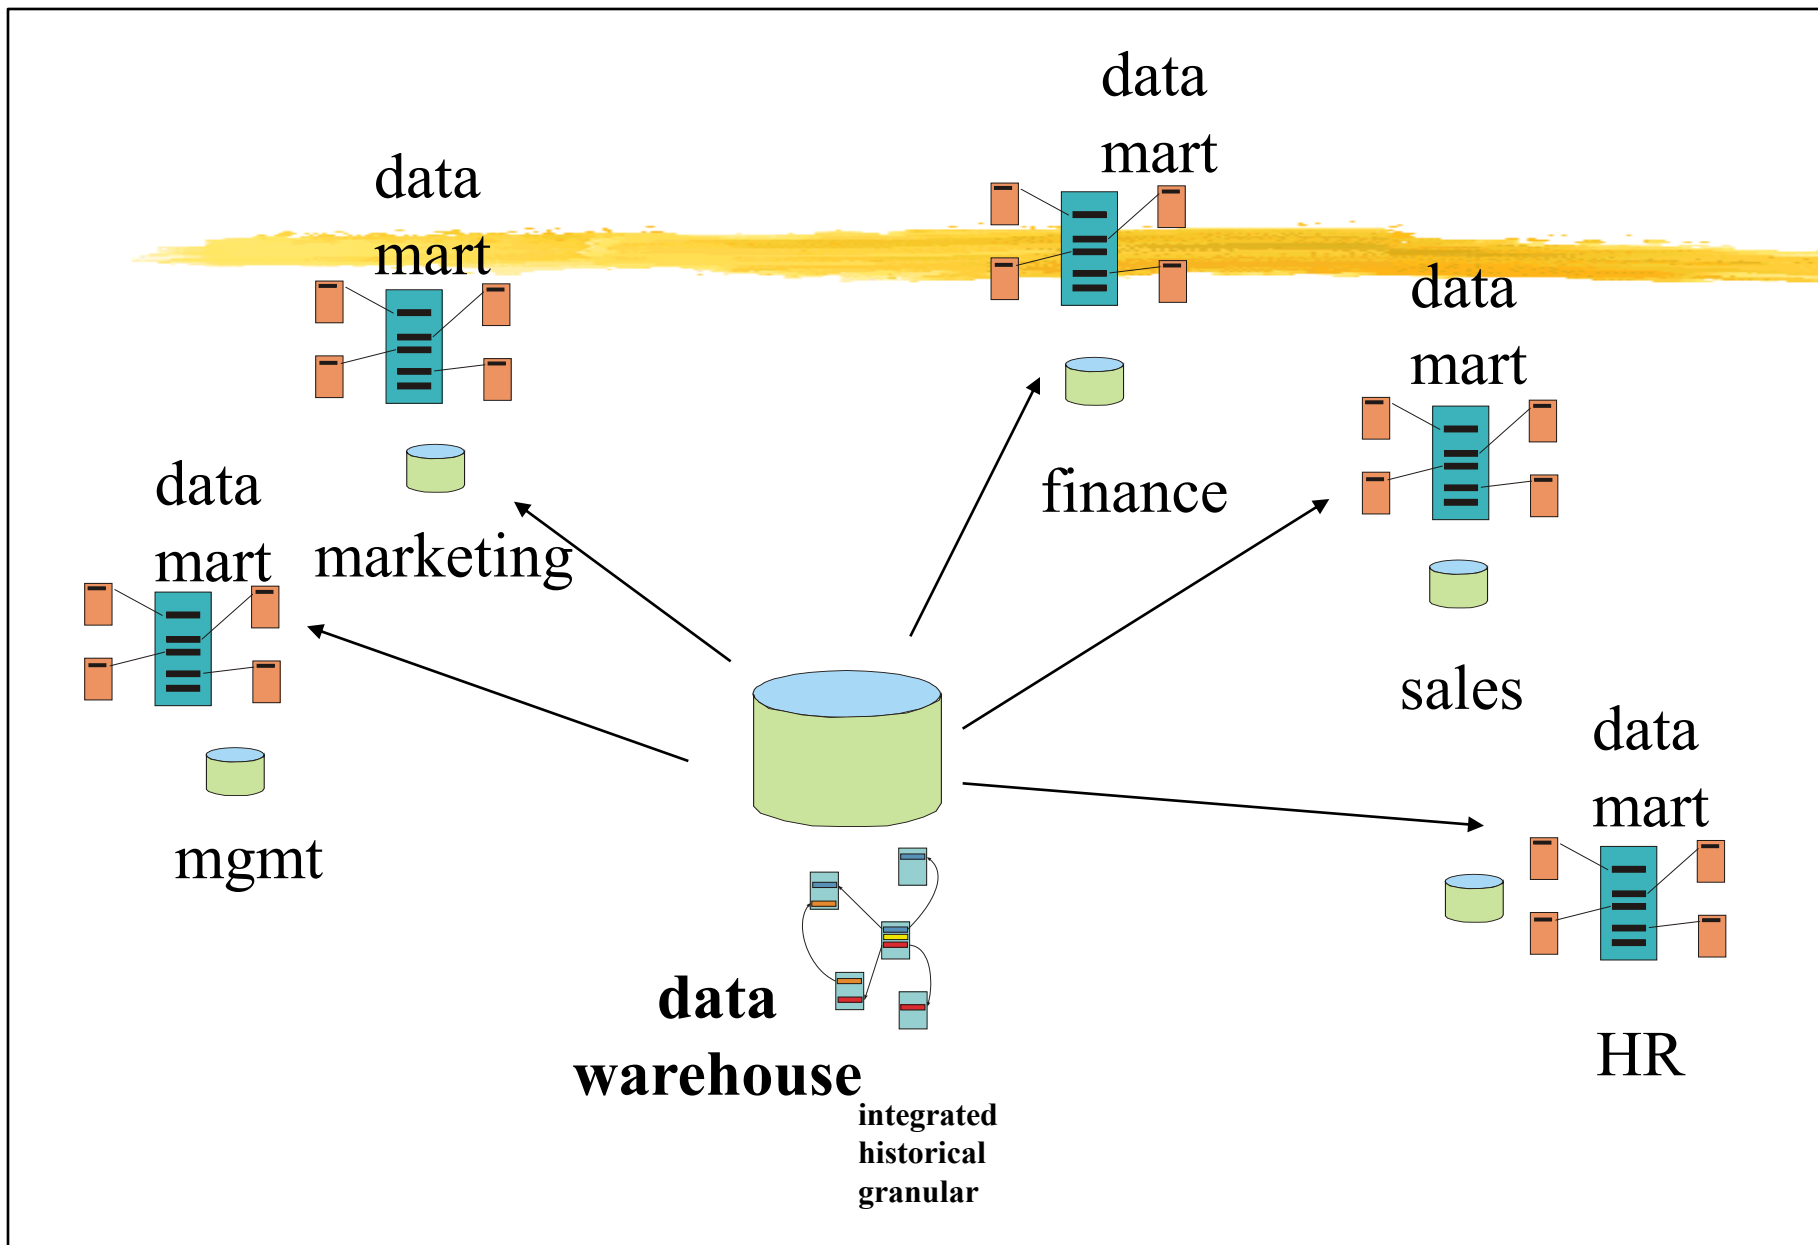 data
mart
finance
data
mart
marketing
data
mart
sales
data
mart
mgmt
data
mart
HR
data
warehouse
integrated
historical
granular